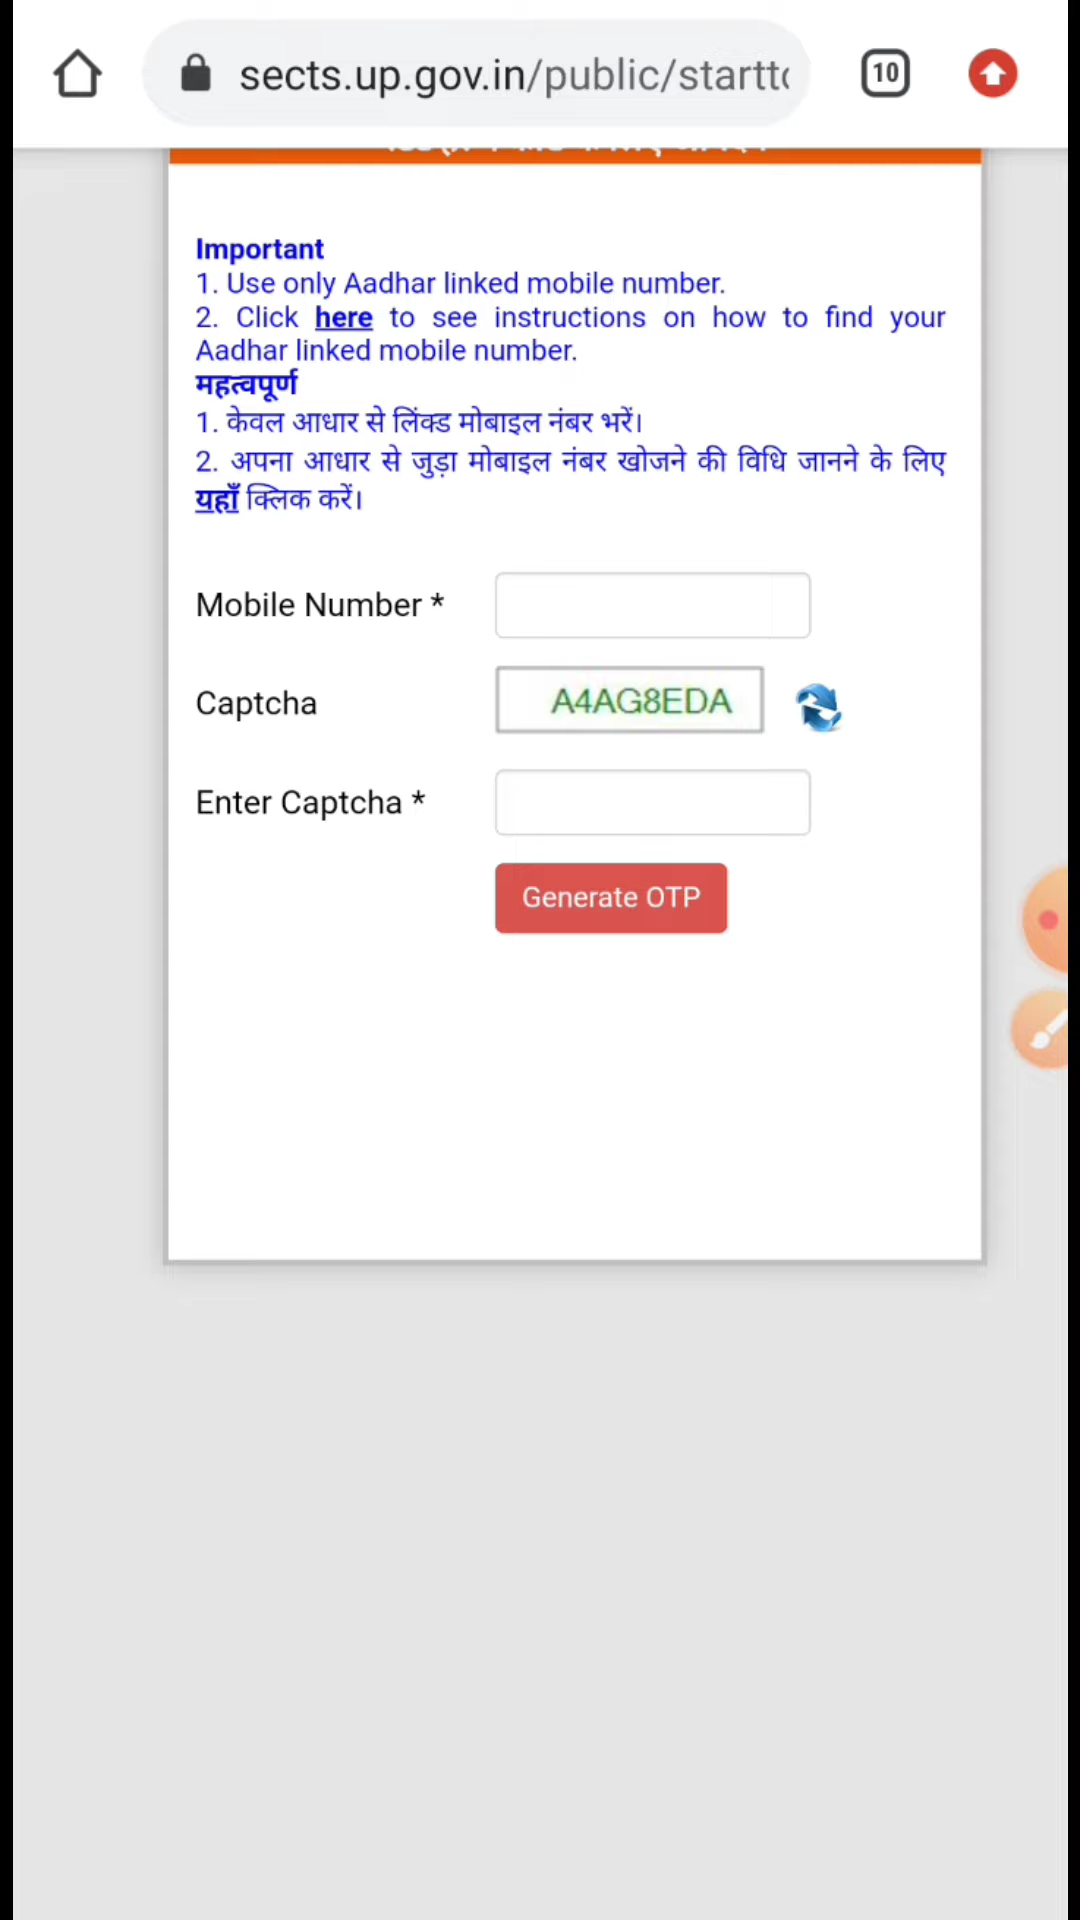 sects.up.gov.in/public/startt
10
Important
1. Use only Aadhar linked mobile number.
2. Click here to see instructions on how to find your
Aadhar linked mobile number.
महत्वपूर्ण
1. केवल आधार से लिंक्ड मोबाइल नंबर भरें।
2. अपना आधार से जुड़ा मोबाइल नंबर खोजने की विधि जानने के लिए
यहाँ क्लिक करें।
Mobile Number *
Captcha
A4AG8EDA
Enter Captcha *
Generate OTP